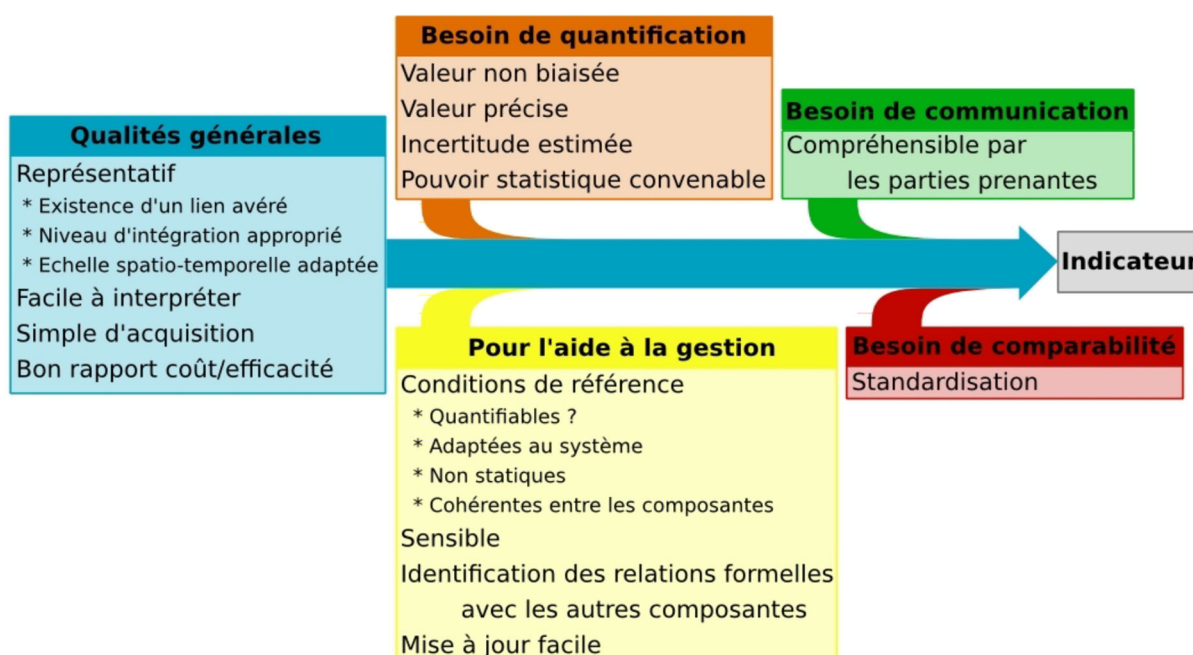 Besoin de quantification
Valeur non biaisée
Valeur précise
Incertitude estimée
Pouvoir statistique convenable
Besoin de communication
Compréhensible par
les parties prenantes
Qualités générales
Représentatif
* Existence d'un lien avéré
* Niveau d'intégration approprié
* Echelle spatio-temporelle adaptée
Facile à interpréter
Simple d'acquisition
Bon rapport coût/efficacité
Indicateur
Pour l'aide à la gestion
Conditions de référence
* Quantifiables ?
* Adaptées au système
* Non statiques
* Cohérentes entre les composantes
Sensible
Identification des relations formelles
avec les autres composantes
Mise à jour facile
Besoin de comparabilité
Standardisation